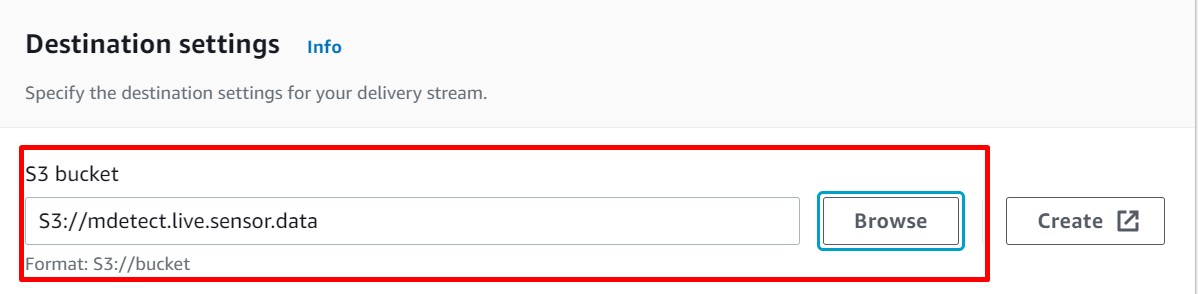 Destination settings Info
Specify the destination settings for your delivery stream.
S3 bucket
S3://mdetect.live.sensor.data Browse Create
Format: S3://bucket